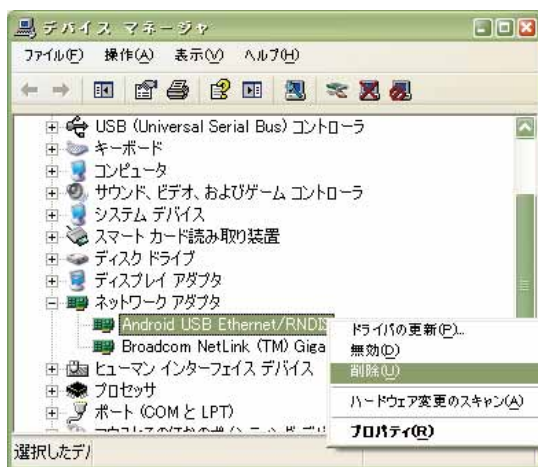 デバイス マネージャ
ファイル(F) 操作(A) 表示(V) ヘルプ(H)
USB (Universal Serial Bus) コントローラ
キーボード
コンピュータ
サウンド、ビデオ、およびゲーム コントローラ
システム デバイス
スマート カード読み取り装置
ディスク ドライブ
ディスプレイ アダプタ
ネットワーク アダプタ
Android USB Ethernet/RNDIS
Broadcom NetLink (TM) Giga
ヒューマン インターフェイス デバイス
プロセッサ
ポート (COM と LPT)
ドライバの更新(P)...
無効(D)
削除(U)
ハードウェア変更のスキャン(A)
プロパティ(R)
選択したデ